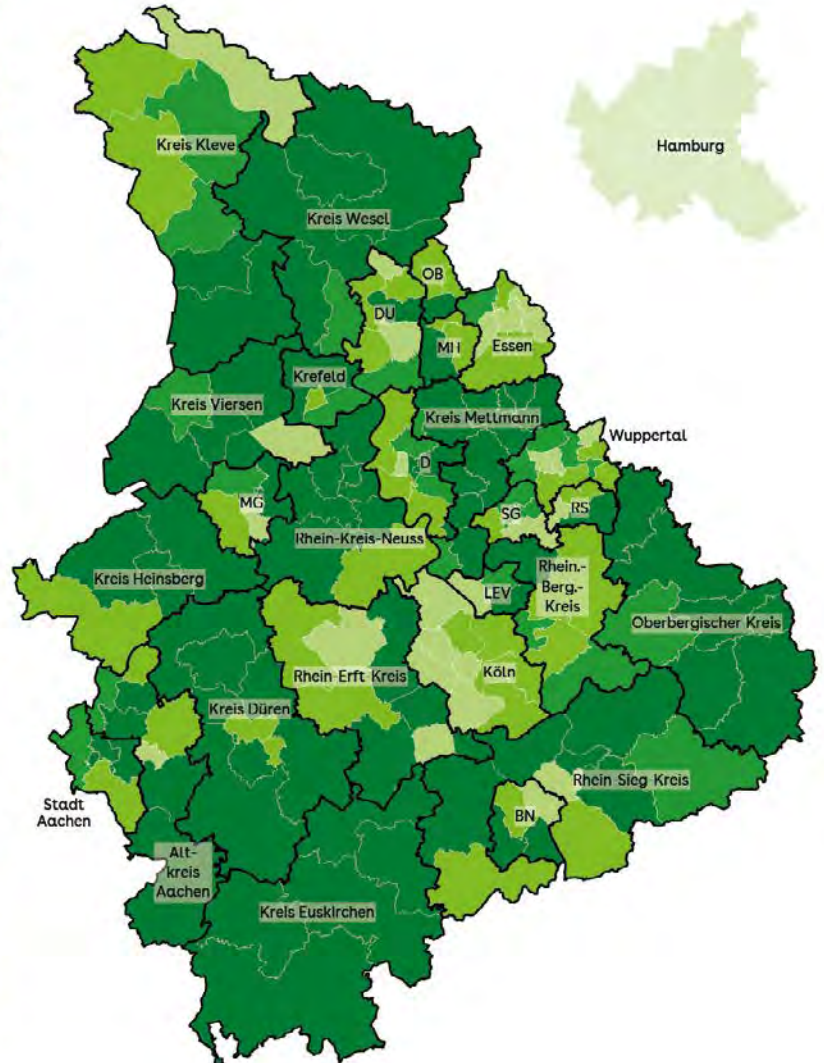 Hamburg
Kreis Kleve
Kreis Wesel
OB
DU
MH
Essen
Krefeld
Kreis Viersen
Kreis Mettmann
Wuppertal
D
MG
SG
RS
Rhein-Kreis-Neuss
Kreis Heinsberg
LEV
Rhein.-
Berg.-
Kreis
Oberbergischer Kreis
Rhein-Erft-Kreis
Köln
Kreis Düren
Rhein-Sieg-Kreis
Stadt
Aachen
BN
Alt-
kreis
Aachen
Kreis Euskirchen